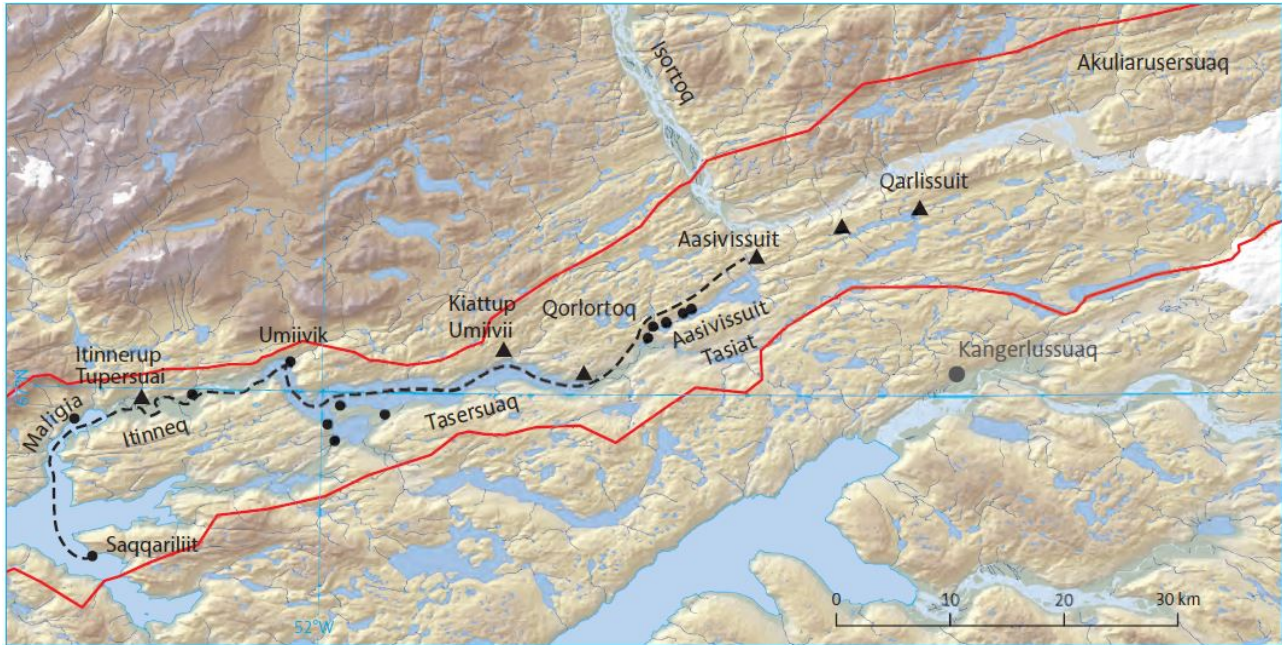 Isortoq
Akuliarusersuaq
Qarlissuit
Aasivissuit
Kiattup
Umiivii
Qorlortoq
Umiivik
Aasivissuit
Tasiat
Itinnerup
Tupersuai
Kangerlussuaq
Maligia
Itinneq
Tasersuaq
Saqqariliit
0 10 20 30 km
52°W